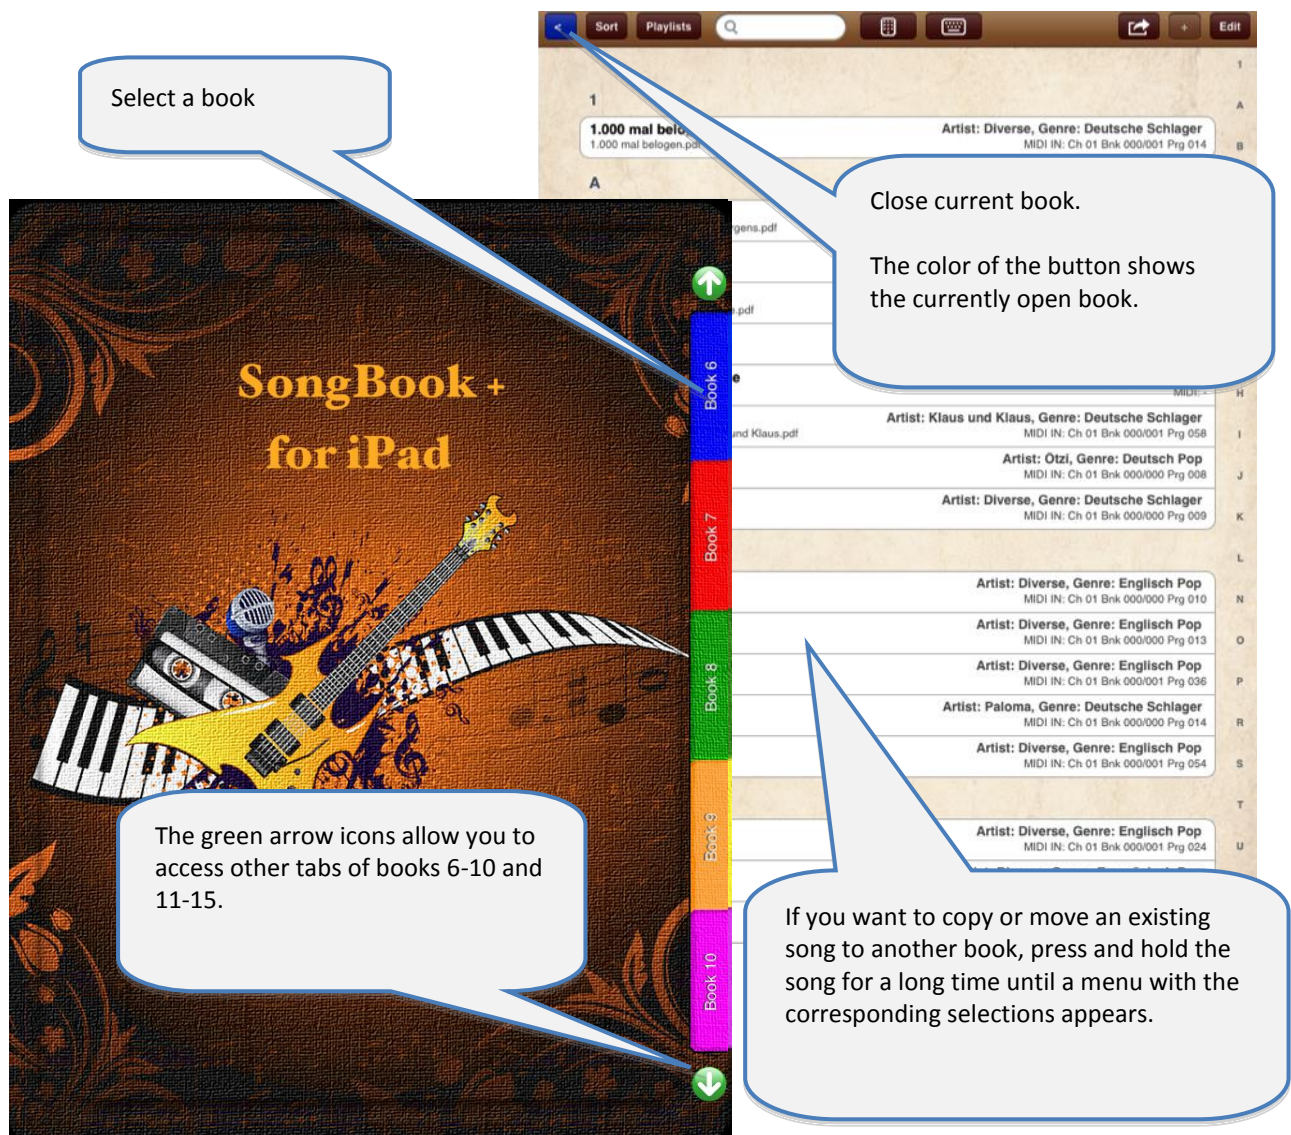 <
Sort
Playlists
+
Edit
Select a book
1
1.000 mal belo
Artist: Diverse, Genre: Deutsche Schlager
1.000 mal belogen.pd
MIDI IN: Ch 01 Bnk 000/001 Prg 014
A
Close current book.
The color of the button shows
the currently open book.
rgens.pdf
e.pdf
e
MIDI: -
Artist: Klaus und Klaus, Genre: Deutsche Schlager
und Klaus.pdf
MIDI IN: Ch 01 Bnk 000/001 Prg 058
Artist: Ötzi, Genre: Deutsch Pop
MIDI IN: Ch 01 Bnk 000/000 Prg 008
Artist: Diverse, Genre: Deutsche Schlager
MIDI IN: Ch 01 Bnk 000/000 Prg 009
Artist: Diverse, Genre: Englisch Pop
MIDI IN: Ch 01 Bnk 000/000 Prg 010
Artist: Diverse, Genre: Englisch Pop
MIDI IN: Ch 01 Bnk 000/000 Prg 013
Artist: Diverse, Genre: Englisch Pop
MIDI IN: Ch 01 Bnk 000/001 Prg 036
Artist: Paloma, Genre: Deutsche Schlager
MIDI IN: Ch 01 Bnk 000/000 Prg 014
Artist: Diverse, Genre: Englisch Pop
MIDI IN: Ch 01 Bnk 000/001 Prg 054
Artist: Diverse, Genre: Englisch Pop
MIDI IN: Ch 01 Bnk 000/001 Prg 024
1
A
B
H
I
J
K
L
N
O
P
R
S
T
U
SongBook +
for iPad
Book 6
Book 7
Book 8
Book 9
Book 10
The green arrow icons allow you to
access other tabs of books 6-10 and
11-15.
If you want to copy or move an existing
song to another book, press and hold the
song for a long time until a menu with the
corresponding selections appears.